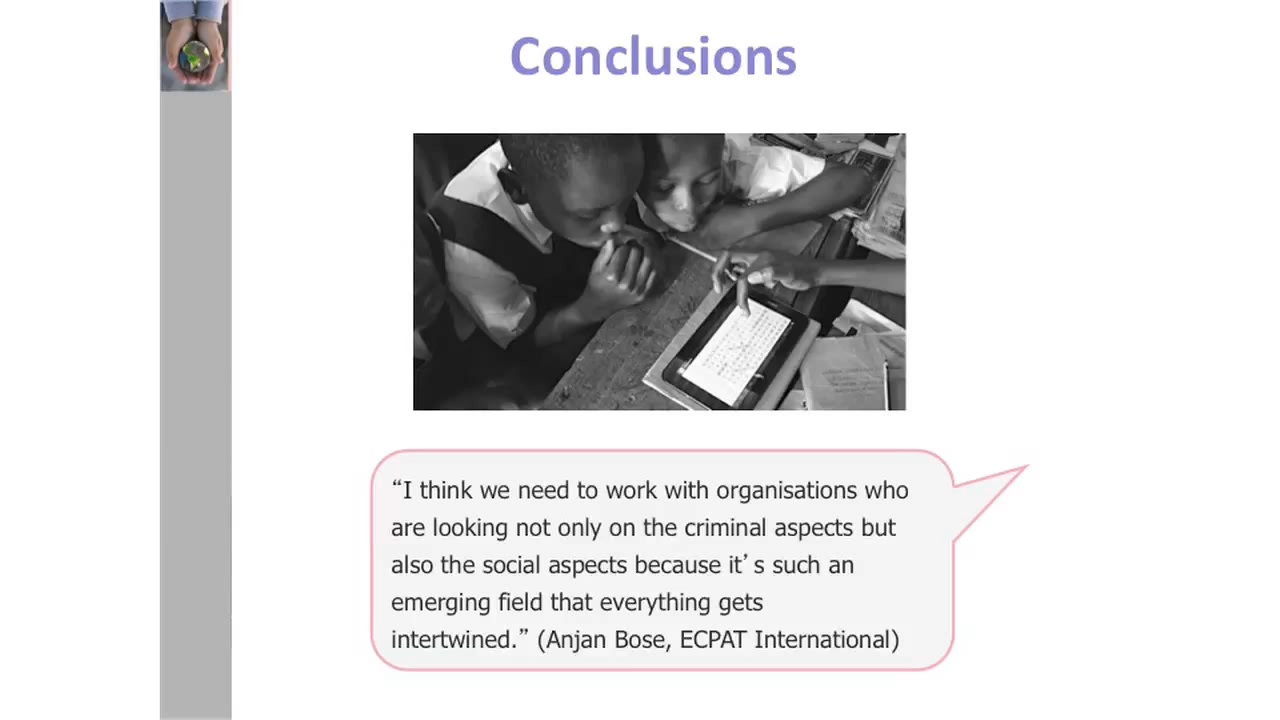 Conclusions
“I think we need to work with organisations who
are looking not only on the criminal aspects but
also the social aspects because it’s such an
emerging field that everything gets
intertwined.” (Anjan Bose, ECPAT International)